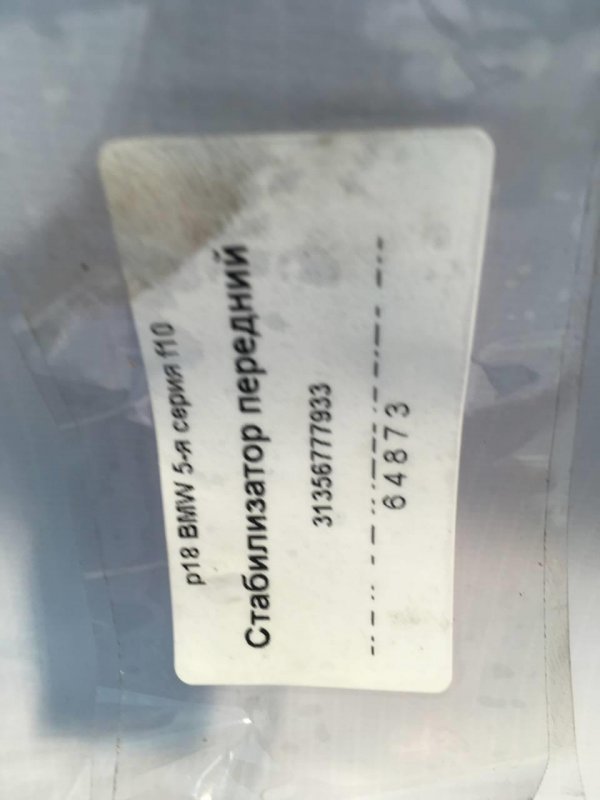 р18 BMW 5-я серия f10
Стабилизатор передний
31356777933
64873